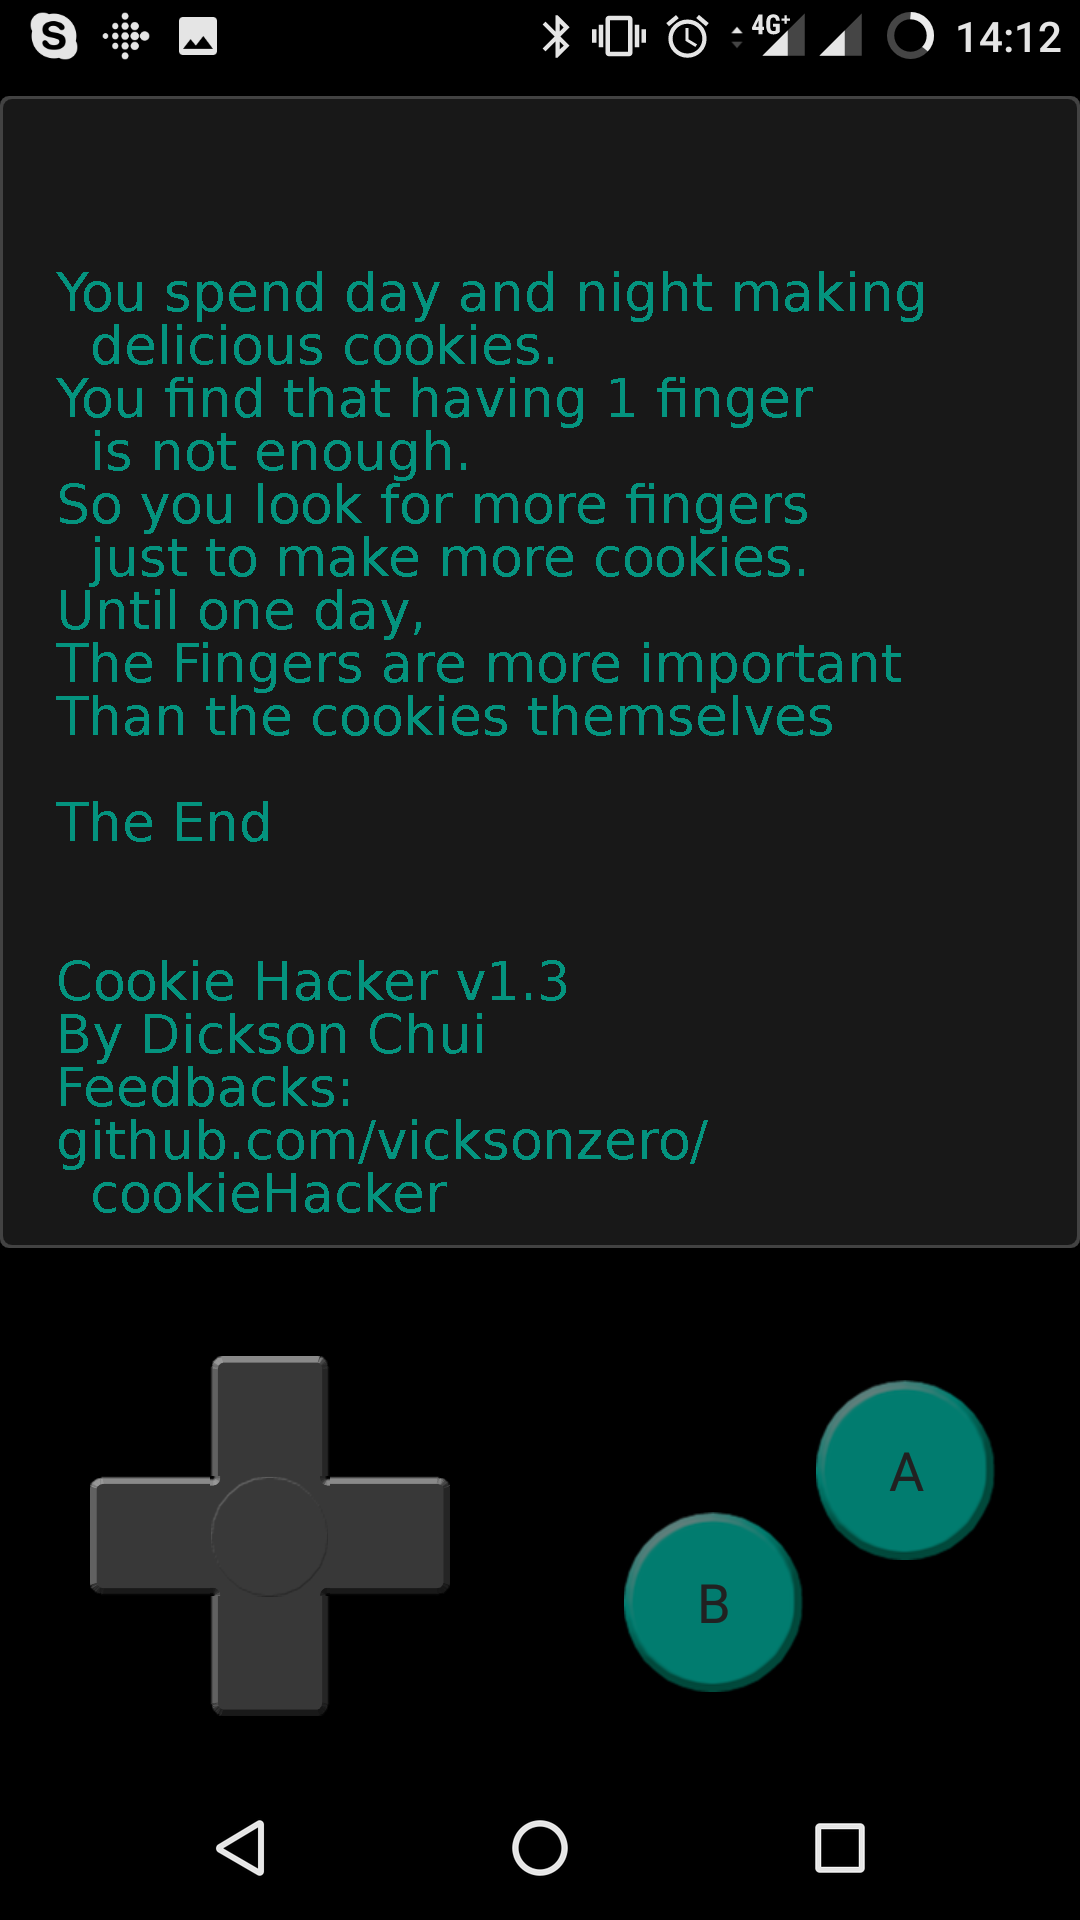 4G+ 14:12
You spend day and night making
delicious cookies.
You find that having 1 finger
is not enough.
So you look for more fingers
just to make more cookies.
Until one day,
The Fingers are more important
Than the cookies themselves
The End
Cookie Hacker v1.3
By Dickson Chui
Feedbacks:
github.com/vicksonzero/
cookieHacker
A
B